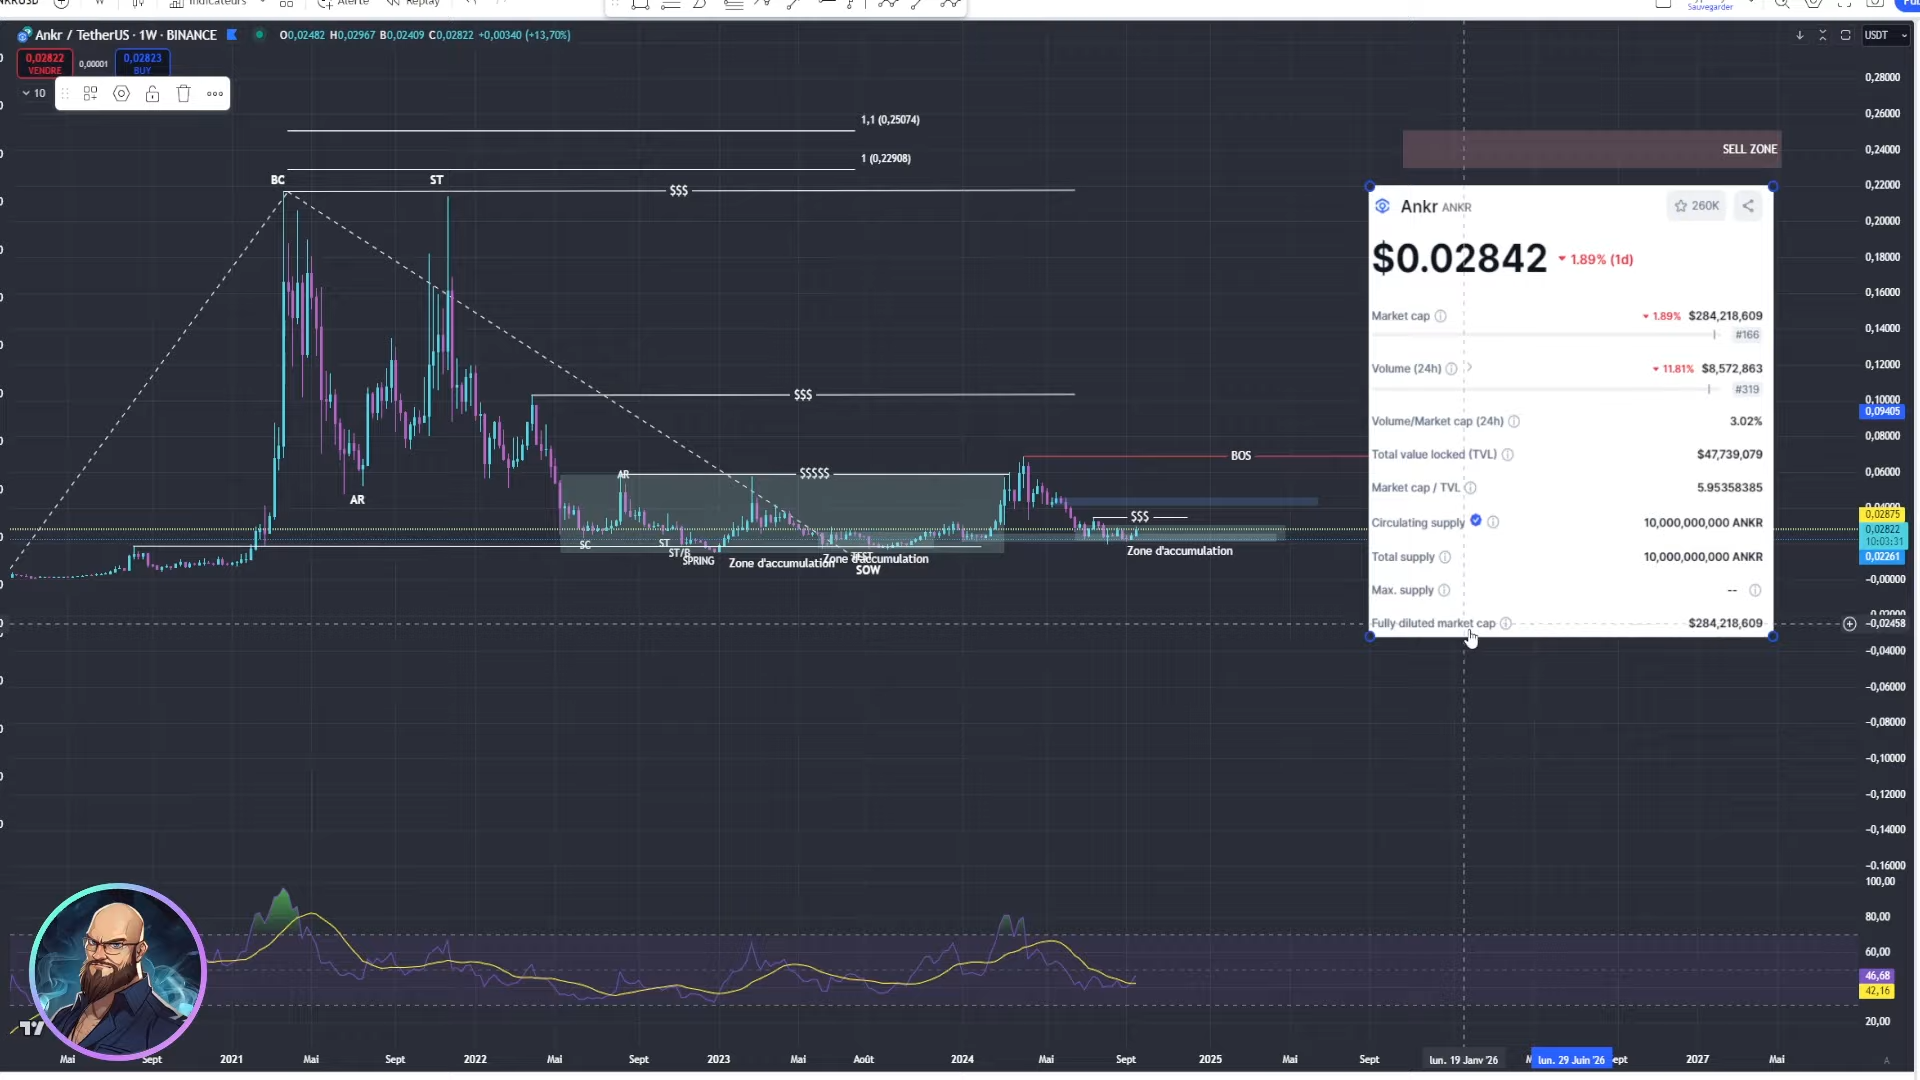 Indicateurs
Alerte
Replay
Sauvegarder
Ankr / TetherUS · 1W · BINANCE
O0,02482 H0,02967 B0,02409 C0,02822 +0,00340 (+13,70%)
USDT
0,02822
VENDRE
0,00001
0,02823
BUY
10
1,1 (0,25074)
1 (0,22908)
BC
ST
$$$
$$$
AR
AR
$$$$$
BOS
$$$
SC
ST
ST/B
SPRING
Zone d'accumulation
Zone d'accumulation
TEST
SOW
Zone d'accumulation
SELL ZONE
Ankr ANKR
260K
$0.02842
1.89% (1d)
Market cap
1.89% $284,218,609
#166
Volume (24h)
11.81% $8,572,863
#319
Volume/Market cap (24h)
3.02%
Total value locked (TVL)
$47,739,079
Market cap / TVL
5.95358385
Circulating supply
10,000,000,000 ANKR
Total supply
10,000,000,000 ANKR
Max. supply
--
Fully diluted market cap
$284,218,609
0,28000
0,26000
0,24000
0,22000
0,20000
0,18000
0,16000
0,14000
0,12000
0,10000
0,09405
0,08000
0,06000
0,02875
0,02822
10:03:31
0,02261
-0,00000
-0,02458
-0,04000
-0,06000
-0,08000
-0,10000
-0,12000
-0,14000
-0.16000
100,00
80,00
60,00
46,68
42,16
20,00
Mai
Sept
2021
Mai
Sept
2022
Mai
Sept
2023
Mai
Août
2024
Mai
Sept
2025
Mai
Sept
lun. 19 Janv '26
lun. 29 Juin '26
2027
Mai